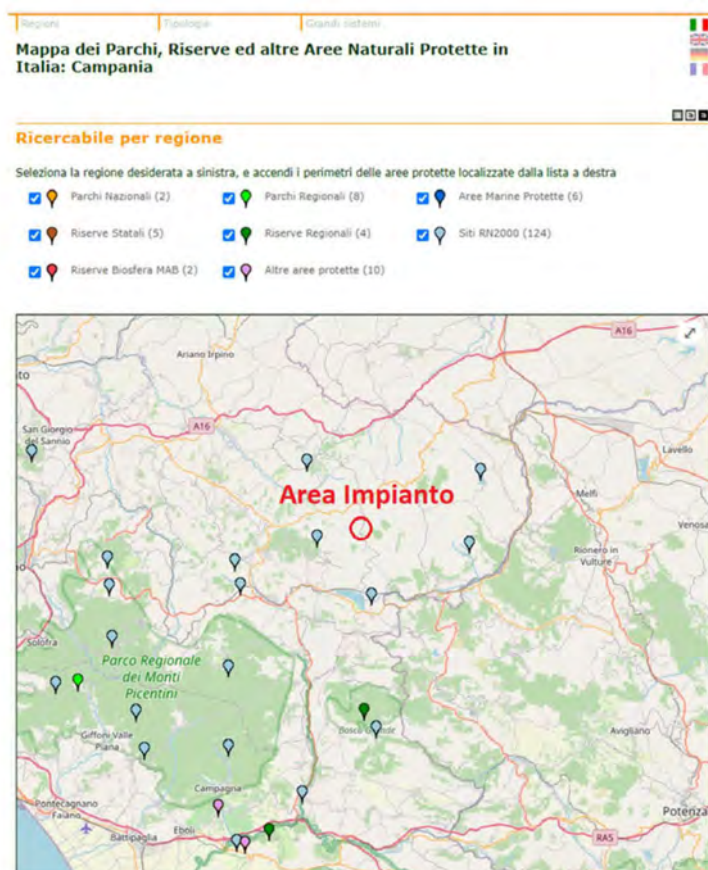 Regioni
Tipologie
Grandi sistemi
Mappa dei Parchi, Riserve ed altre Aree Naturali Protette in
Italia: Campania
Ricercabile per regione
Seleziona la regione desiderata a sinistra, e accendi i perimetri delle aree protette localizzate dalla lista a destra
Parchi Nazionali (2)
Parchi Regionali (8)
Aree Marine Protette (6)
Riserve Statali (5)
Riserve Regionali (4)
Siti RN2000 (124)
Riserve Biosfera MAB (2)
Altre aree protette (10)
A16
Ariano Irpino
San Giorgio
del Sannio
A16
Lavello
Area Impianto
Melfi
Venosa
Rionero in
Vulture
Solofra
Parco Regionale
dei Monti
Picentini
Giffoni Valle
Piana
Avigliano
Campagna
Pontecagnano
Faiano
Battipaglia
Eboli
Potenza
RA5